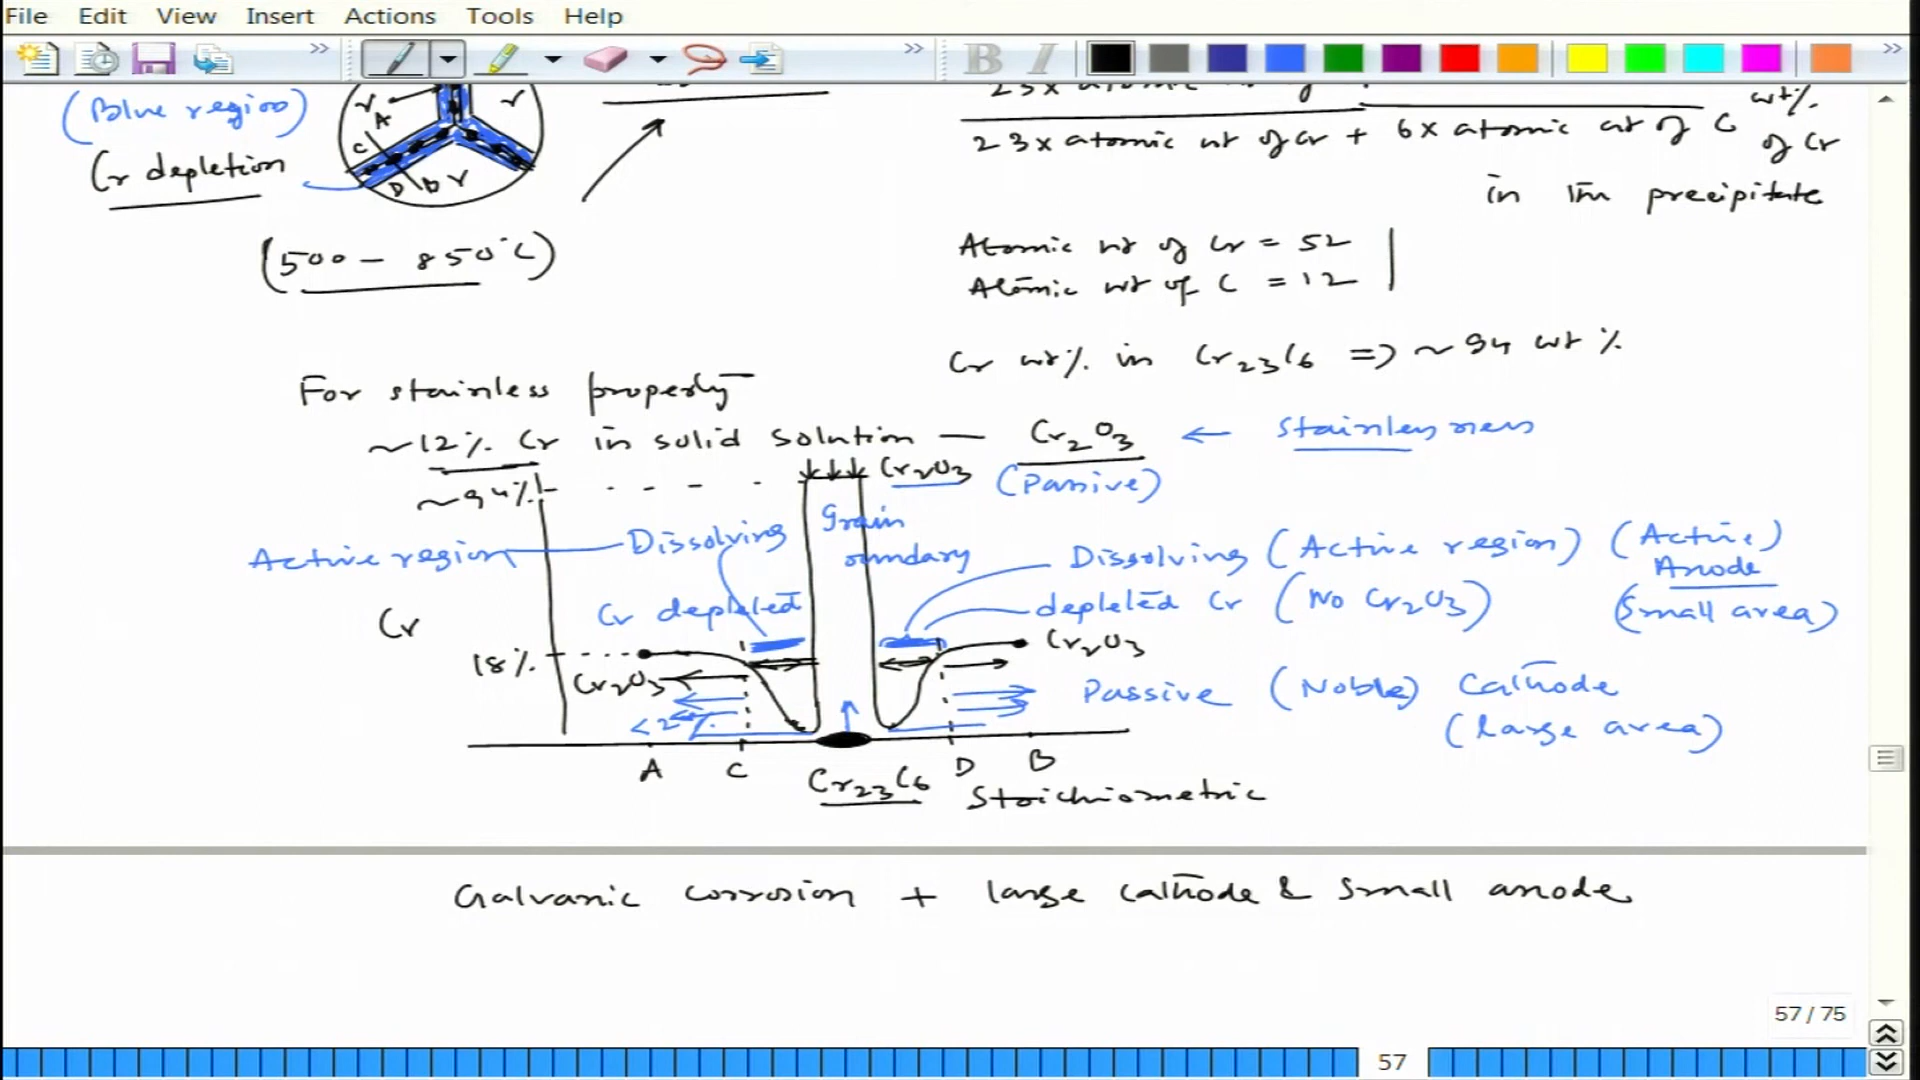 File Edit View Insert Actions Tools Help
B I
(Blue region)
Cr depletion
(500 - 850°C)
γ A γ
C
D B γ
wt%
23 x atomic wt of Cr + 6 x atomic wt of C
of Cr
in the precipitate
Atomic wt of Cr = 52
Atomic wt of C = 12
Cr wt% in Cr23C6 => ~94 wt %
For stainless property
~12% Cr in solid solution — Cr2O3 ← Stainlessness
~94% Cr2O3 (Passive)
Active region Dissolving Grain boundary Dissolving (Active region) (Active) Anode
Cr depleted depleted Cr (No Cr2O3) (Small area)
Cr
18% Cr2O3
Cr2O3 Passive (Noble) Cathode
(large area)
A C Cr23C6 D B
Stoichiometric
Galvanic corrosion + large cathode & small anode
57 / 75
57